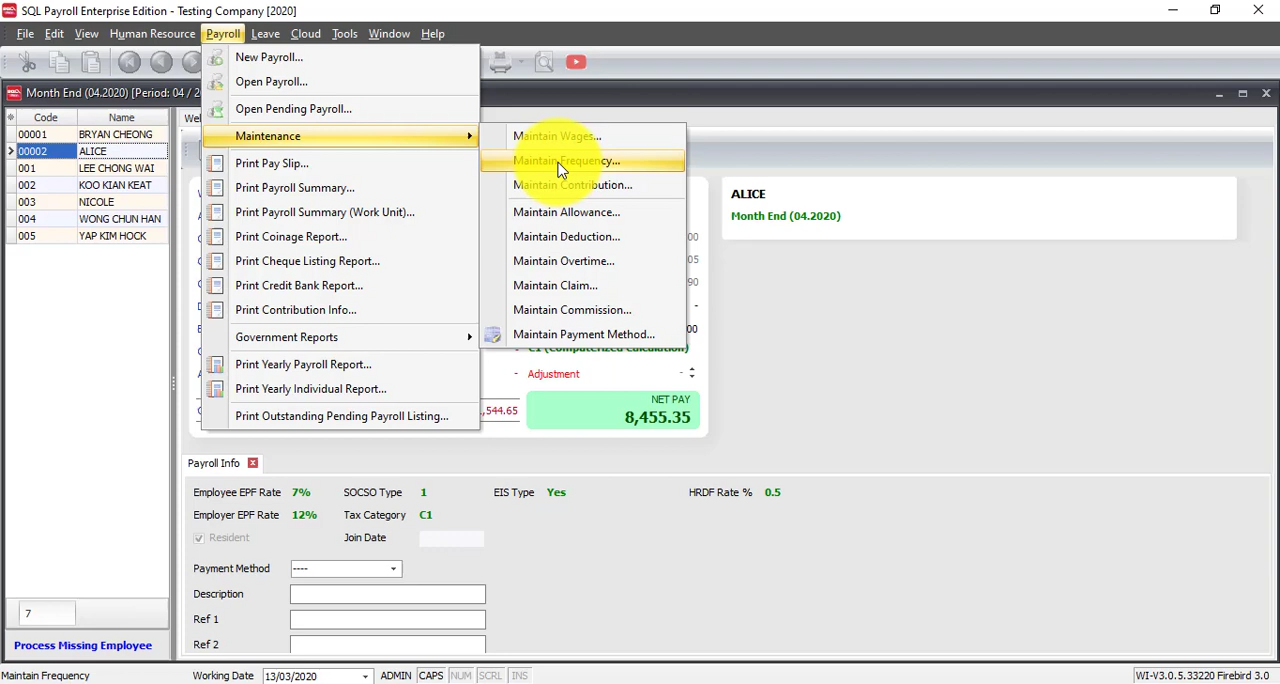 SQL Payroll Enterprise Edition - Testing Company [2020]
File Edit View Human Resource Payroll Leave Cloud Tools Window Help
Month End (04.2020) [Period: 04 / 2
Code Name
00001 BRYAN CHEONG
00002 ALICE
001 LEE CHONG WAI
002 KOO KIAN KEAT
003 NICOLE
004 WONG CHUN HAN
005 YAP KIM HOCK
7
Process Missing Employee
New Payroll...
Open Payroll...
Open Pending Payroll...
Maintenance
Print Pay Slip...
Print Payroll Summary...
Print Payroll Summary (Work Unit)...
Print Coinage Report...
Print Cheque Listing Report...
Print Credit Bank Report...
Print Contribution Info...
Government Reports
Print Yearly Payroll Report...
Print Yearly Individual Report...
Print Outstanding Pending Payroll Listing...
Maintain Wages...
Maintain Frequency...
Maintain Contribution...
Maintain Allowance...
Maintain Deduction...
Maintain Overtime...
Maintain Claim...
Maintain Commission...
Maintain Payment Method...
ALICE
Month End (04.2020)
00
05
90
-
00
C1 (Computerized Calculation)
- Adjustment -
,544.65
NET PAY
8,455.35
Payroll Info
Employee EPF Rate 7% SOCSO Type 1 EIS Type Yes HRDF Rate % 0.5
Employer EPF Rate 12% Tax Category C1
Resident Join Date
Payment Method ----
Description
Ref 1
Ref 2
Maintain Frequency Working Date 13/03/2020 ADMIN CAPS NUM SCRL INS WI-V3.0.5.33220 Firebird 3.0